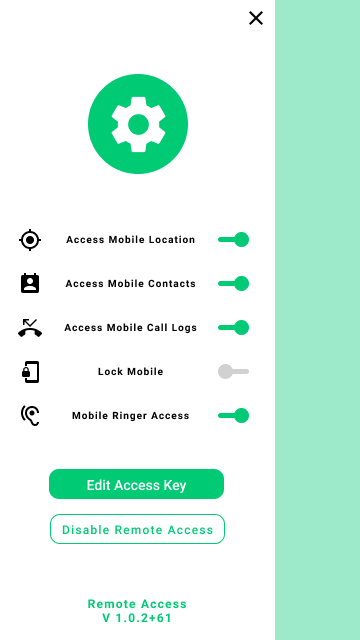 Access Mobile Location
Access Mobile Contacts
Access Mobile Call Logs
Lock Mobile
Mobile Ringer Access
Edit Access Key
Disable Remote Access
Remote Access
V 1.0.2+61